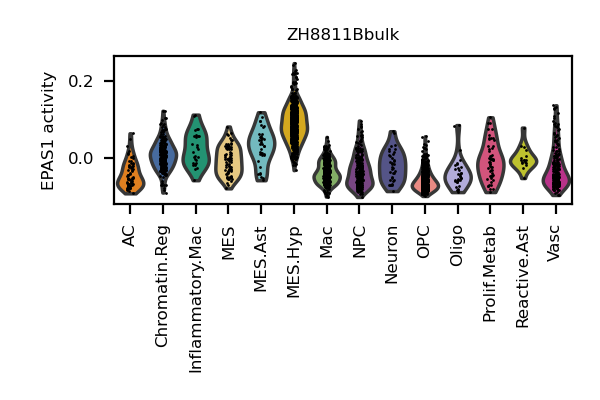 ZH8811Bbulk
EPAS1 activity
0.2
0.0
AC
Chromatin.Reg
Inflammatory.Mac
MES
MES.Ast
MES.Hyp
Mac
NPC
Neuron
OPC
Oligo
Prolif.Metab
Reactive.Ast
Vasc